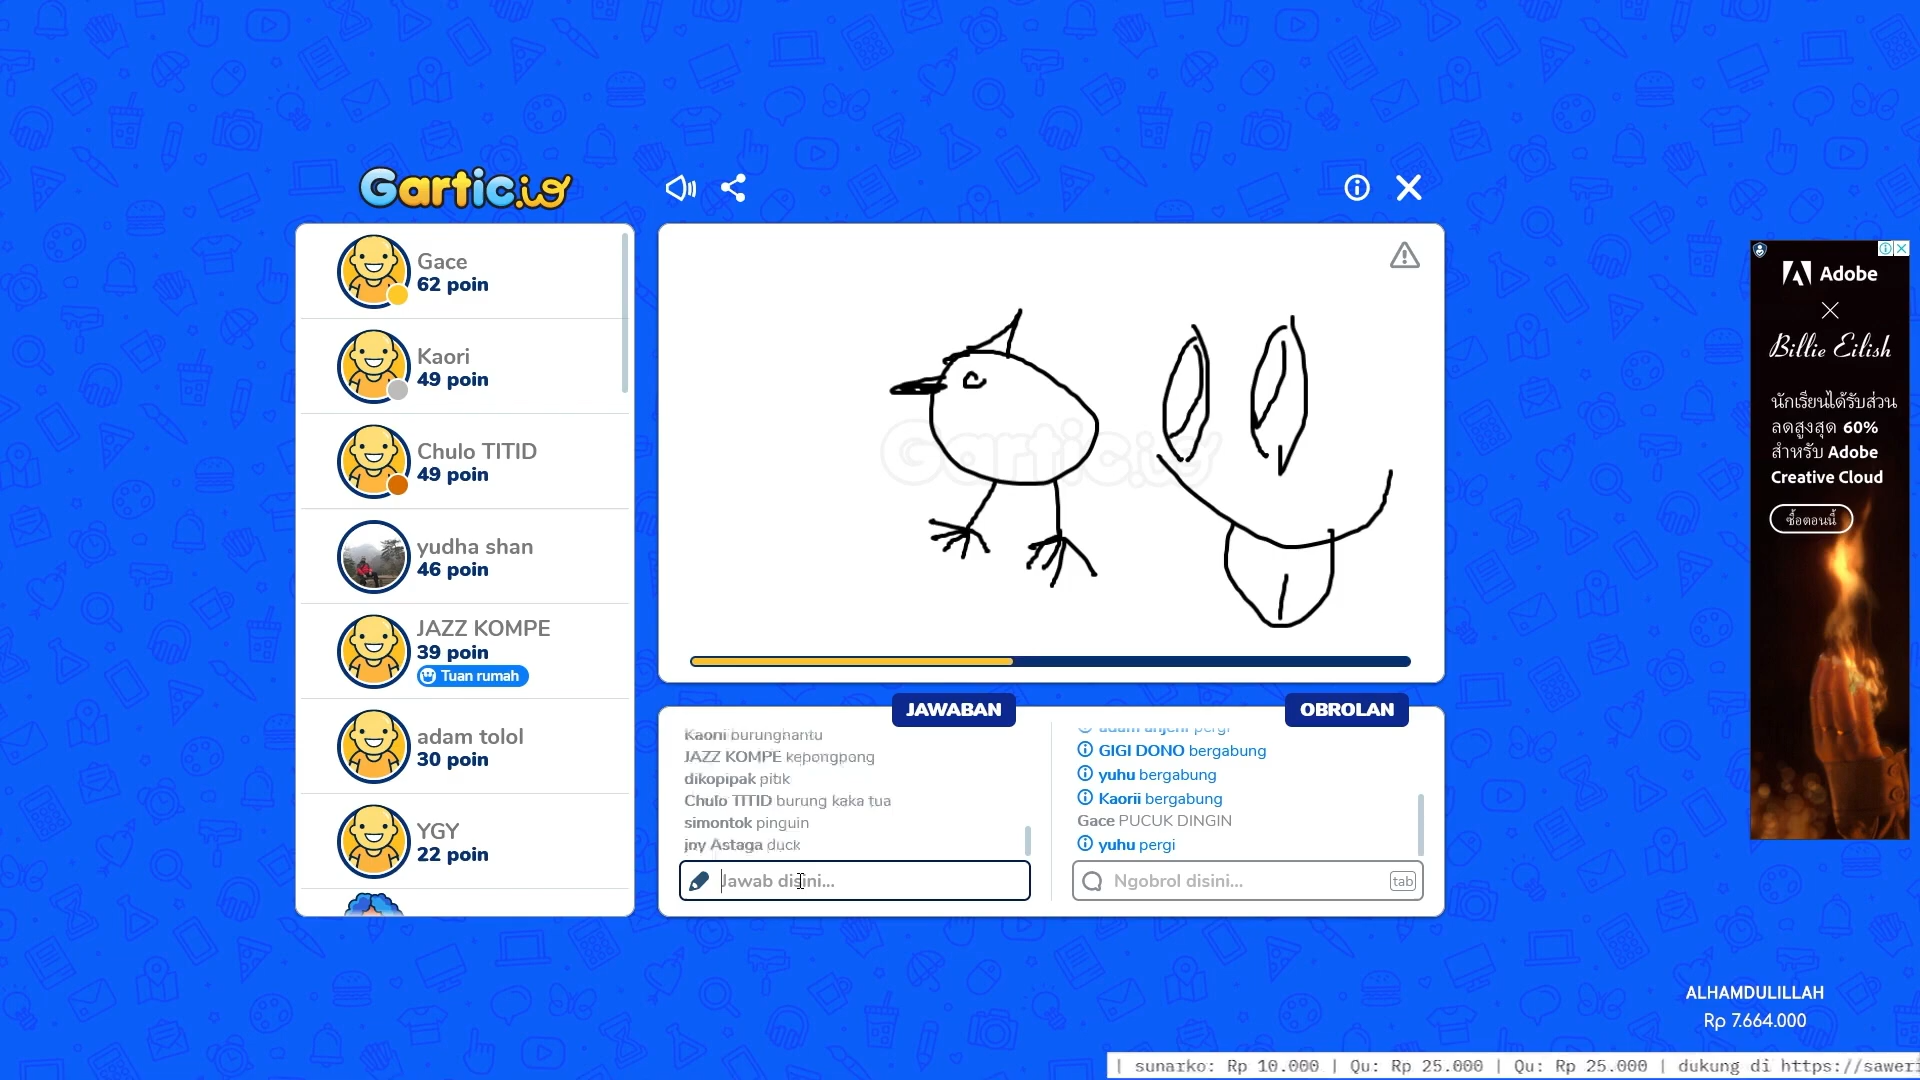 Gartic.io
Gace
62 poin
Kaori
49 poin
Chulo TITID
49 poin
yudha shan
46 poin
JAZZ KOMPE
39 poin
Tuan rumah
adam tolol
30 poin
YGY
22 poin
Gartic.io
JAWABAN
Kaorii burunghantu
JAZZ KOMPE kepongpong
dikopipak pitik
Chulo TITID burung kaka tua
simontok pinguin
joy Astaga duck
Jawab disini...
OBROLAN
GIGI DONO bergabung
yuhu bergabung
Kaorii bergabung
Gace PUCUK DINGIN
yuhu pergi
Ngobrol disini...
tab
Adobe
Billie Eilish
นักเรียนได้รับส่วน
ลดสูงสุด 60%
สำหรับ Adobe
Creative Cloud
ซื้อตอนนี้
ALHAMDULILLAH
Rp 7.664.000
| sunarko: Rp 10.000 | Qu: Rp 25.000 | Qu: Rp 25.000 | dukung di https://saweri